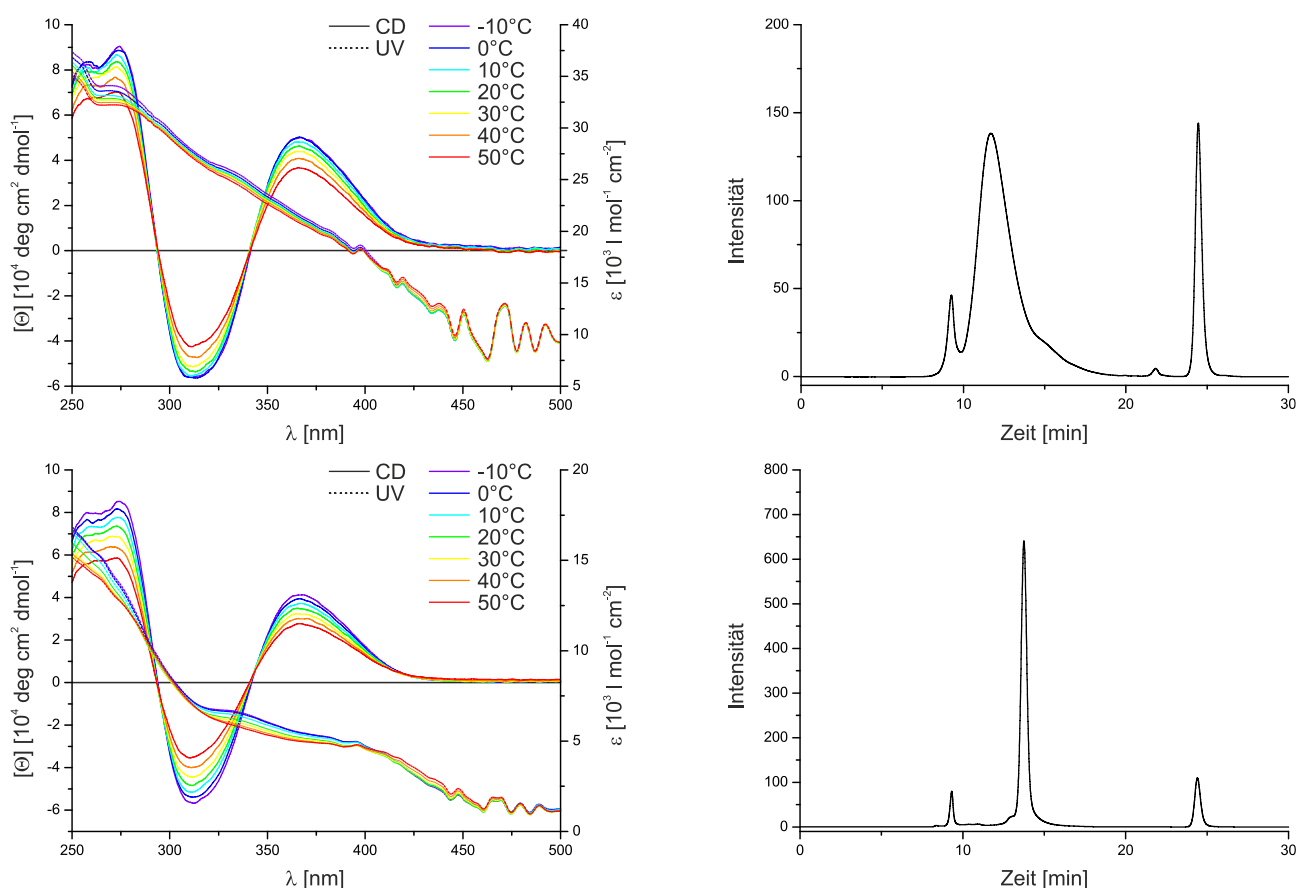 CD
UV
-10°C
0°C
10°C
20°C
30°C
40°C
50°C
10
8
6
4
2
0
-2
-4
-6
40
35
30
25
20
15
10
5
250 300 350 400 450 500
λ [nm]
[Θ] [10⁴ deg cm² dmol⁻¹]
ε [10³ l mol⁻¹ cm⁻²]
200
150
100
50
0
0 10 20 30
Zeit [min]
Intensität
CD
UV
-10°C
0°C
10°C
20°C
30°C
40°C
50°C
10
8
6
4
2
0
-2
-4
-6
20
15
10
5
0
250 300 350 400 450 500
λ [nm]
[Θ] [10⁴ deg cm² dmol⁻¹]
ε [10³ l mol⁻¹ cm⁻²]
800
700
600
500
400
300
200
100
0
0 10 20 30
Zeit [min]
Intensität